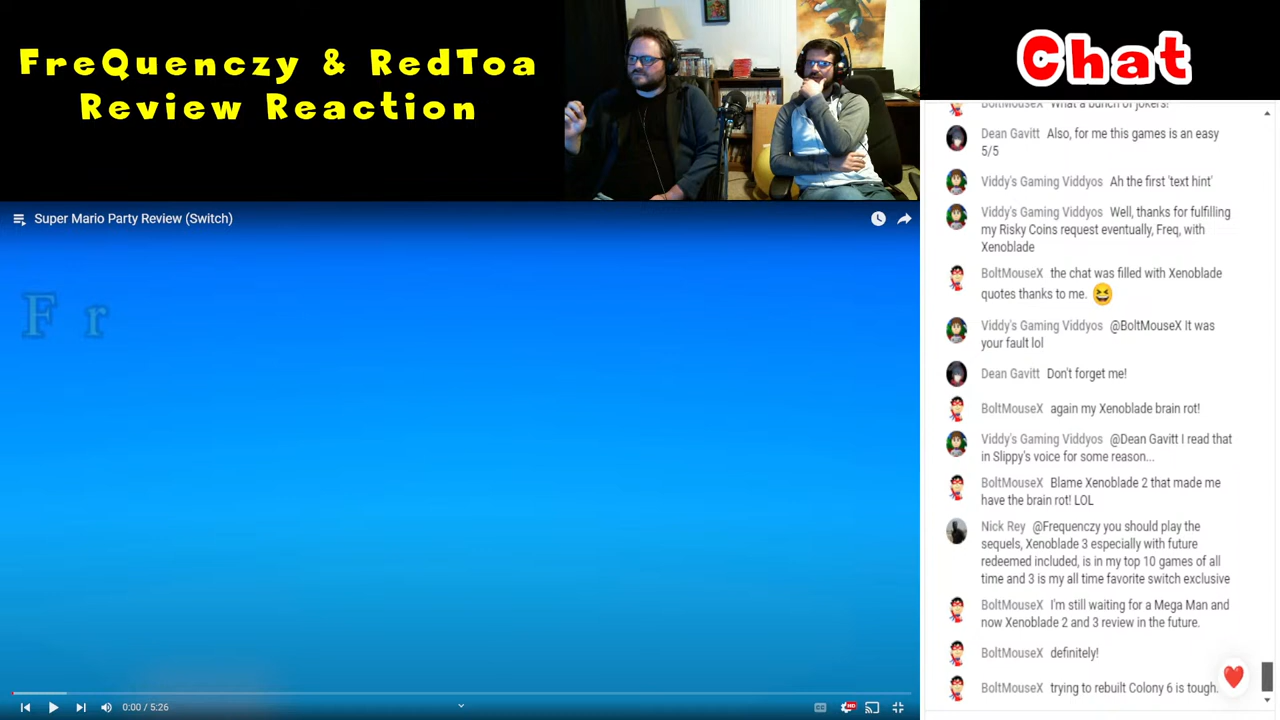 FreQuenczy & RedToa
Review Reaction
Chat
Super Mario Party Review (Switch)
F r
0:00 / 5:26
HD
BoltMouseX What a bunch of jokers!
Dean Gavitt Also, for me this games is an easy
5/5
Viddy's Gaming Viddyos Ah the first 'text hint'
Viddy's Gaming Viddyos Well, thanks for fulfilling
my Risky Coins request eventually, Freq, with
Xenoblade
BoltMouseX the chat was filled with Xenoblade
quotes thanks to me. 😆
Viddy's Gaming Viddyos @BoltMouseX It was
your fault lol
Dean Gavitt Don't forget me!
BoltMouseX again my Xenoblade brain rot!
Viddy's Gaming Viddyos @Dean Gavitt I read that
in Slippy's voice for some reason...
BoltMouseX Blame Xenoblade 2 that made me
have the brain rot! LOL
Nick Rey @Frequenczy you should play the
sequels, Xenoblade 3 especially with future
redeemed included, is in my top 10 games of all
time and 3 is my all time favorite switch exclusive
BoltMouseX I'm still waiting for a Mega Man and
now Xenoblade 2 and 3 review in the future.
BoltMouseX definitely!
BoltMouseX trying to rebuilt Colony 6 is tough.